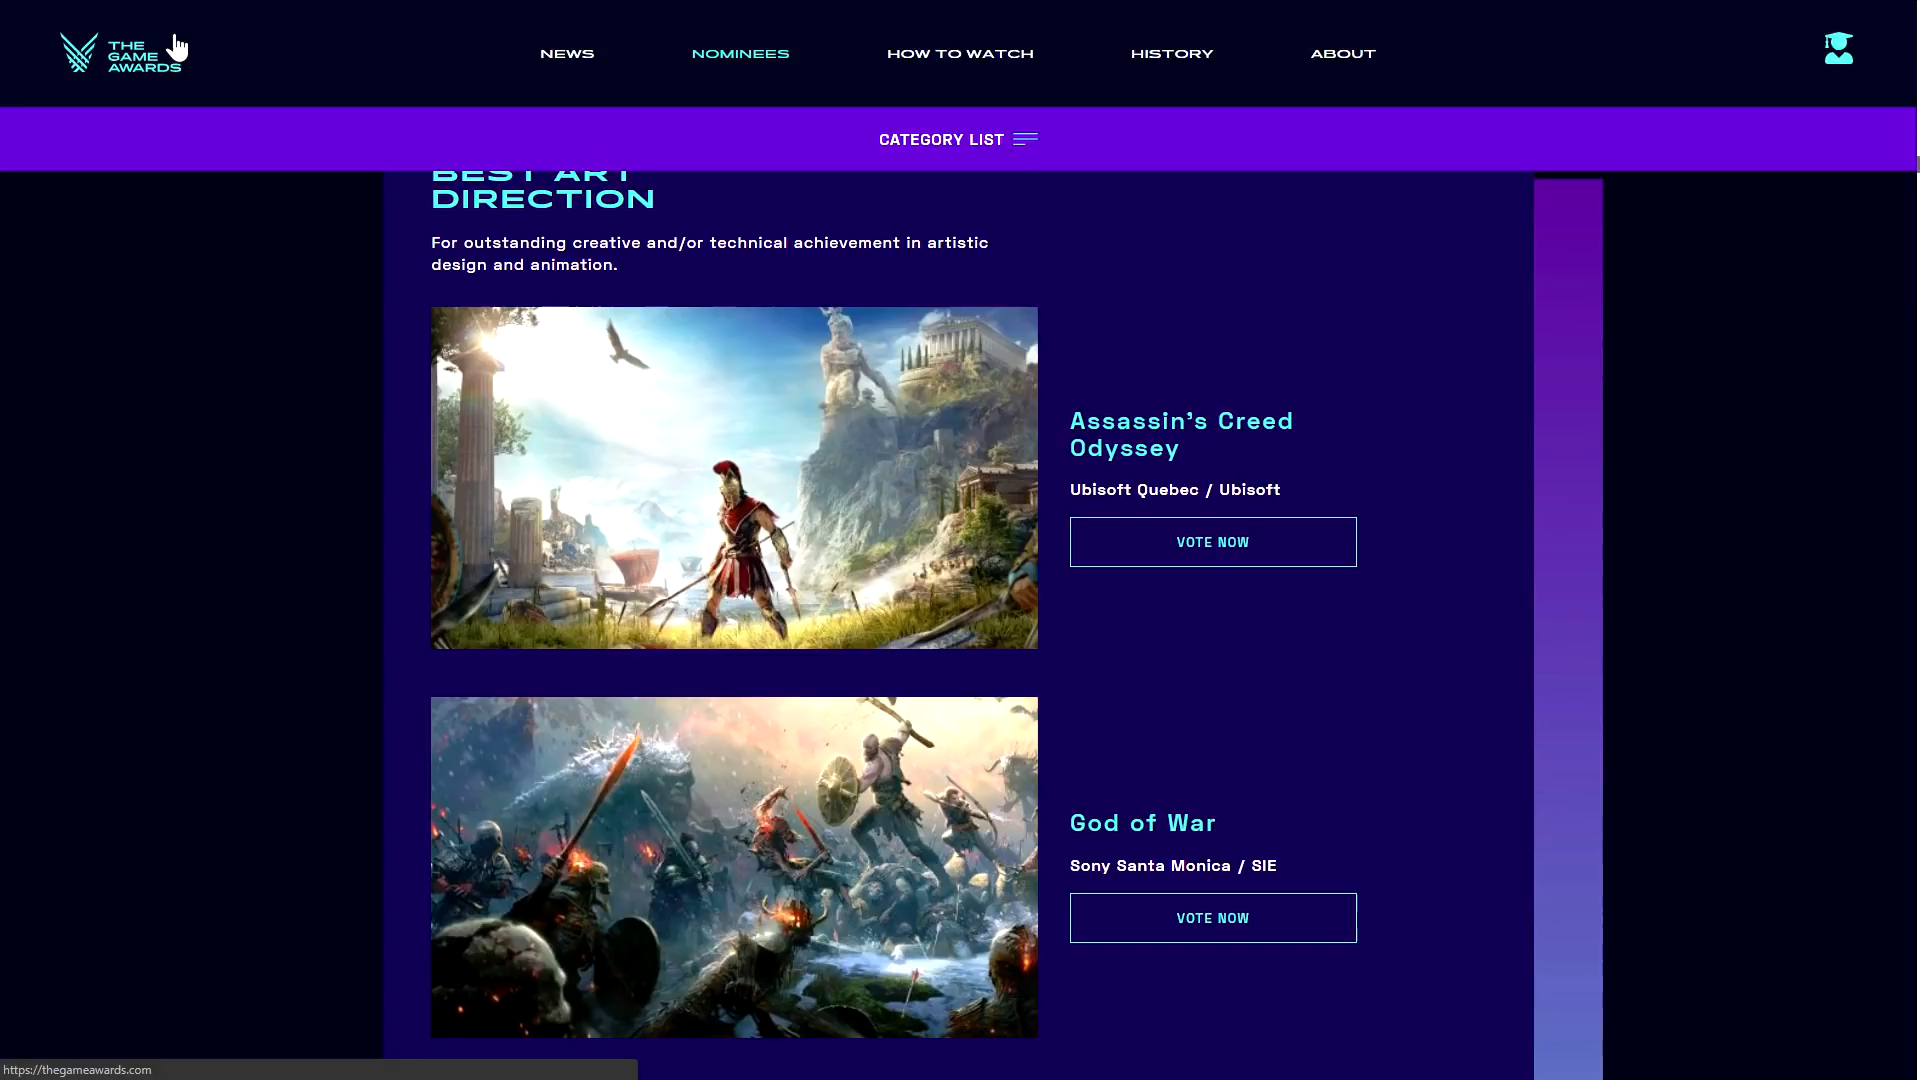 THE
GAME
AWARDS
NEWS
NOMINEES
HOW TO WATCH
HISTORY
ABOUT
CATEGORY LIST
BEST ART
DIRECTION
For outstanding creative and/or technical achievement in artistic
design and animation.
Assassin's Creed
Odyssey
Ubisoft Quebec / Ubisoft
VOTE NOW
God of War
Sony Santa Monica / SIE
VOTE NOW
https://thegameawards.com